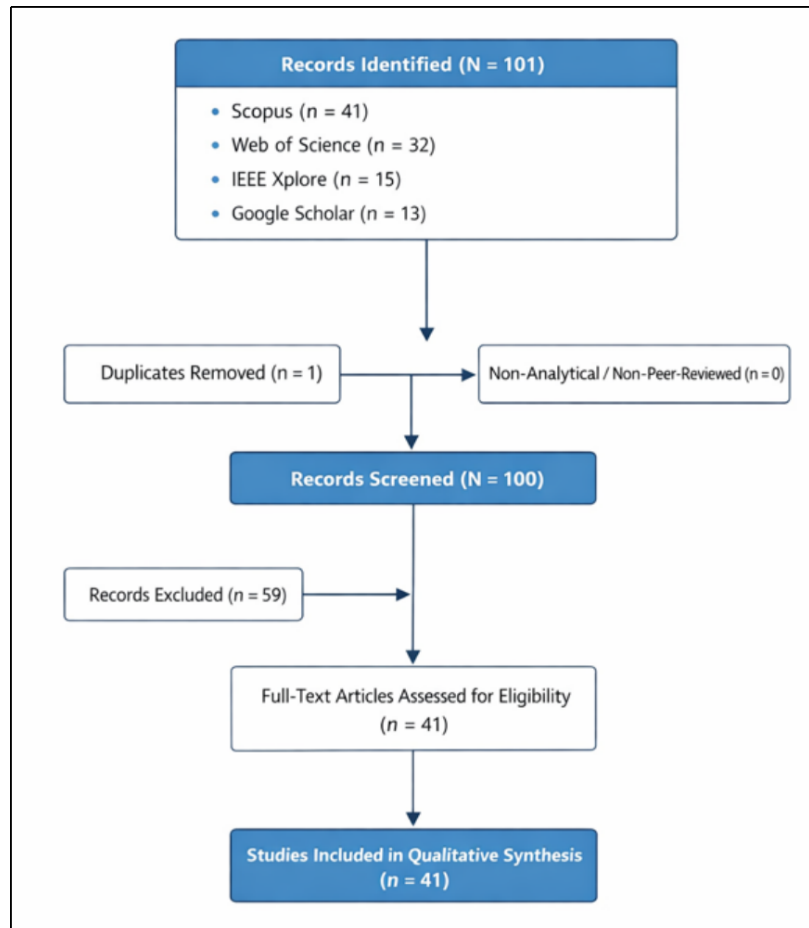 Records Identified (N = 101)
• Scopus (n = 41)
• Web of Science (n = 32)
• IEEE Xplore (n = 15)
• Google Scholar (n = 13)
Duplicates Removed (n = 1)
Non-Analytical / Non-Peer-Reviewed (n = 0)
Records Screened (N = 100)
Records Excluded (n = 59)
Full-Text Articles Assessed for Eligibility
(n = 41)
Studies Included in Qualitative Synthesis
(n = 41)